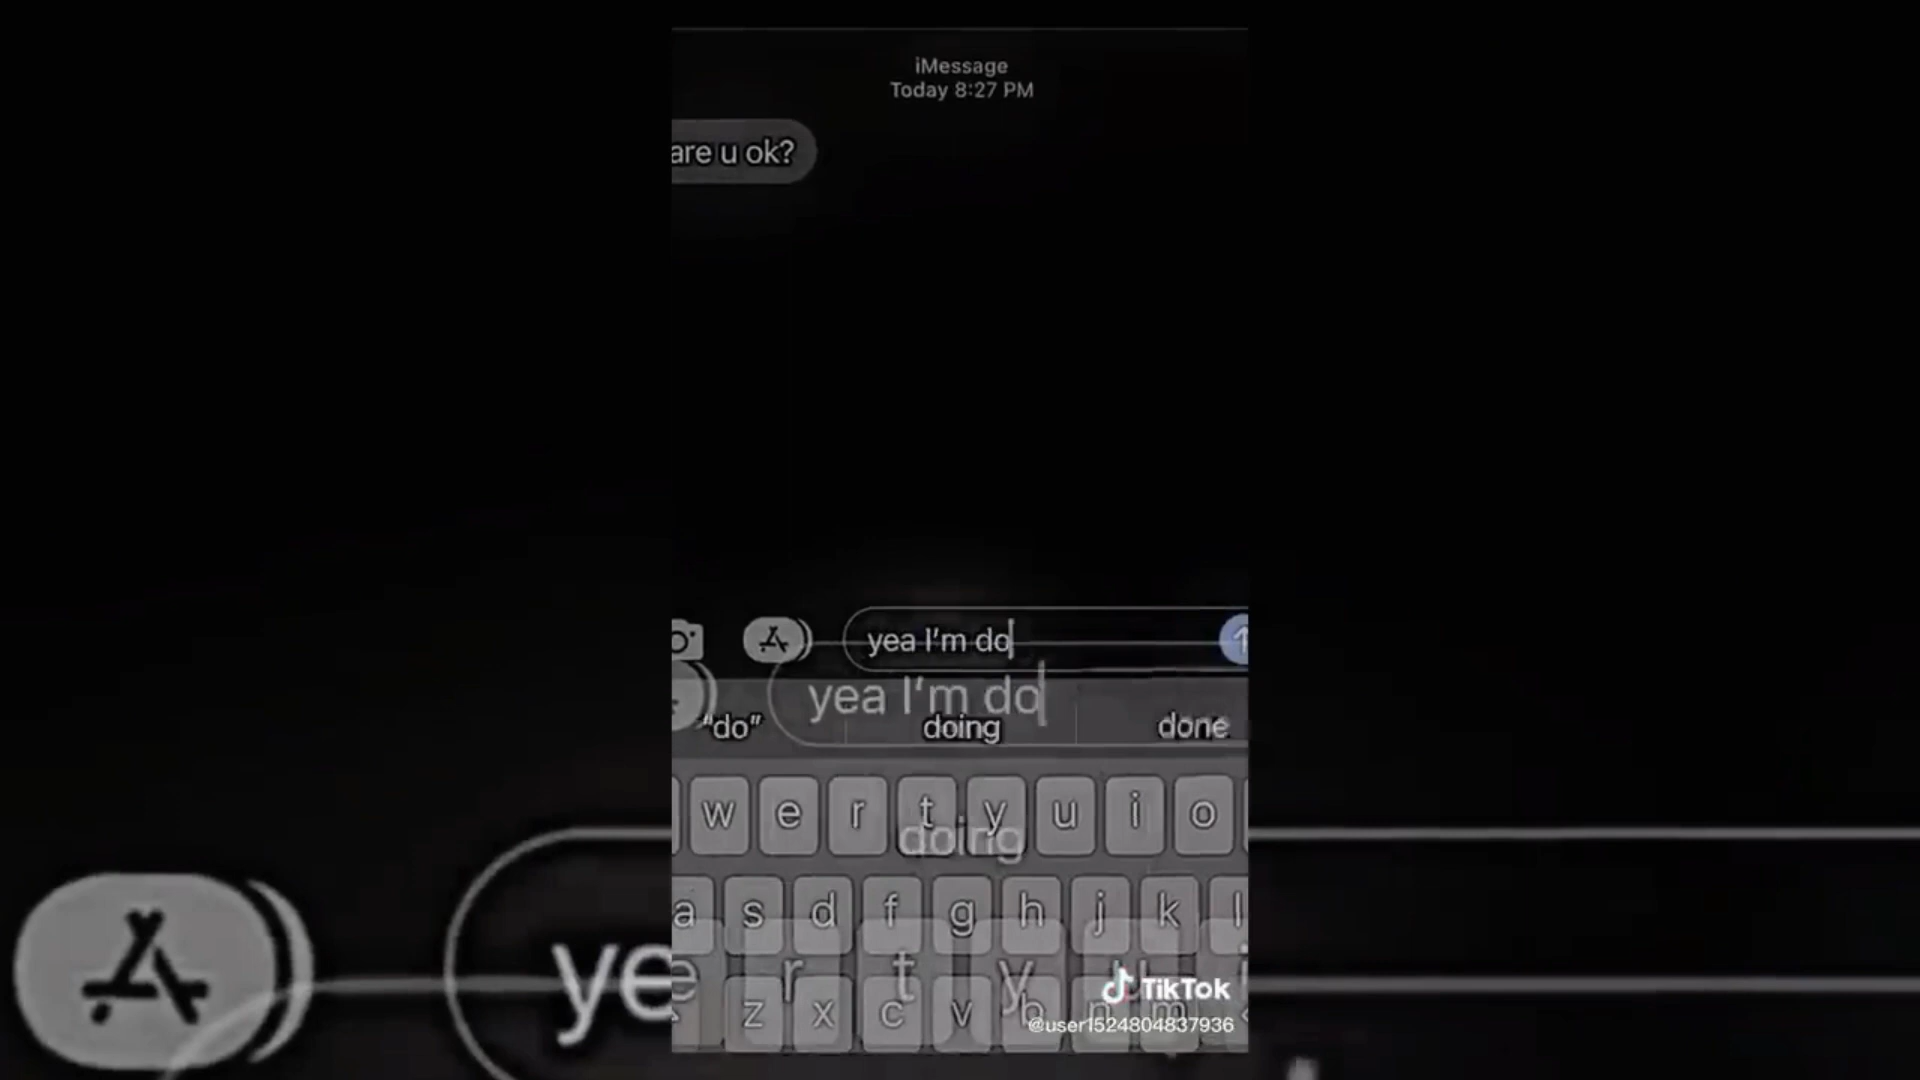 iMessage
Today 8:27 PM
are u ok?
yea I'm do
yea I'm do
"do" doing done
doing
w e r t y u i o
a s d f g h j k l
e r t y u i
z x c v b n m
ye
TikTok
@user1524804837936